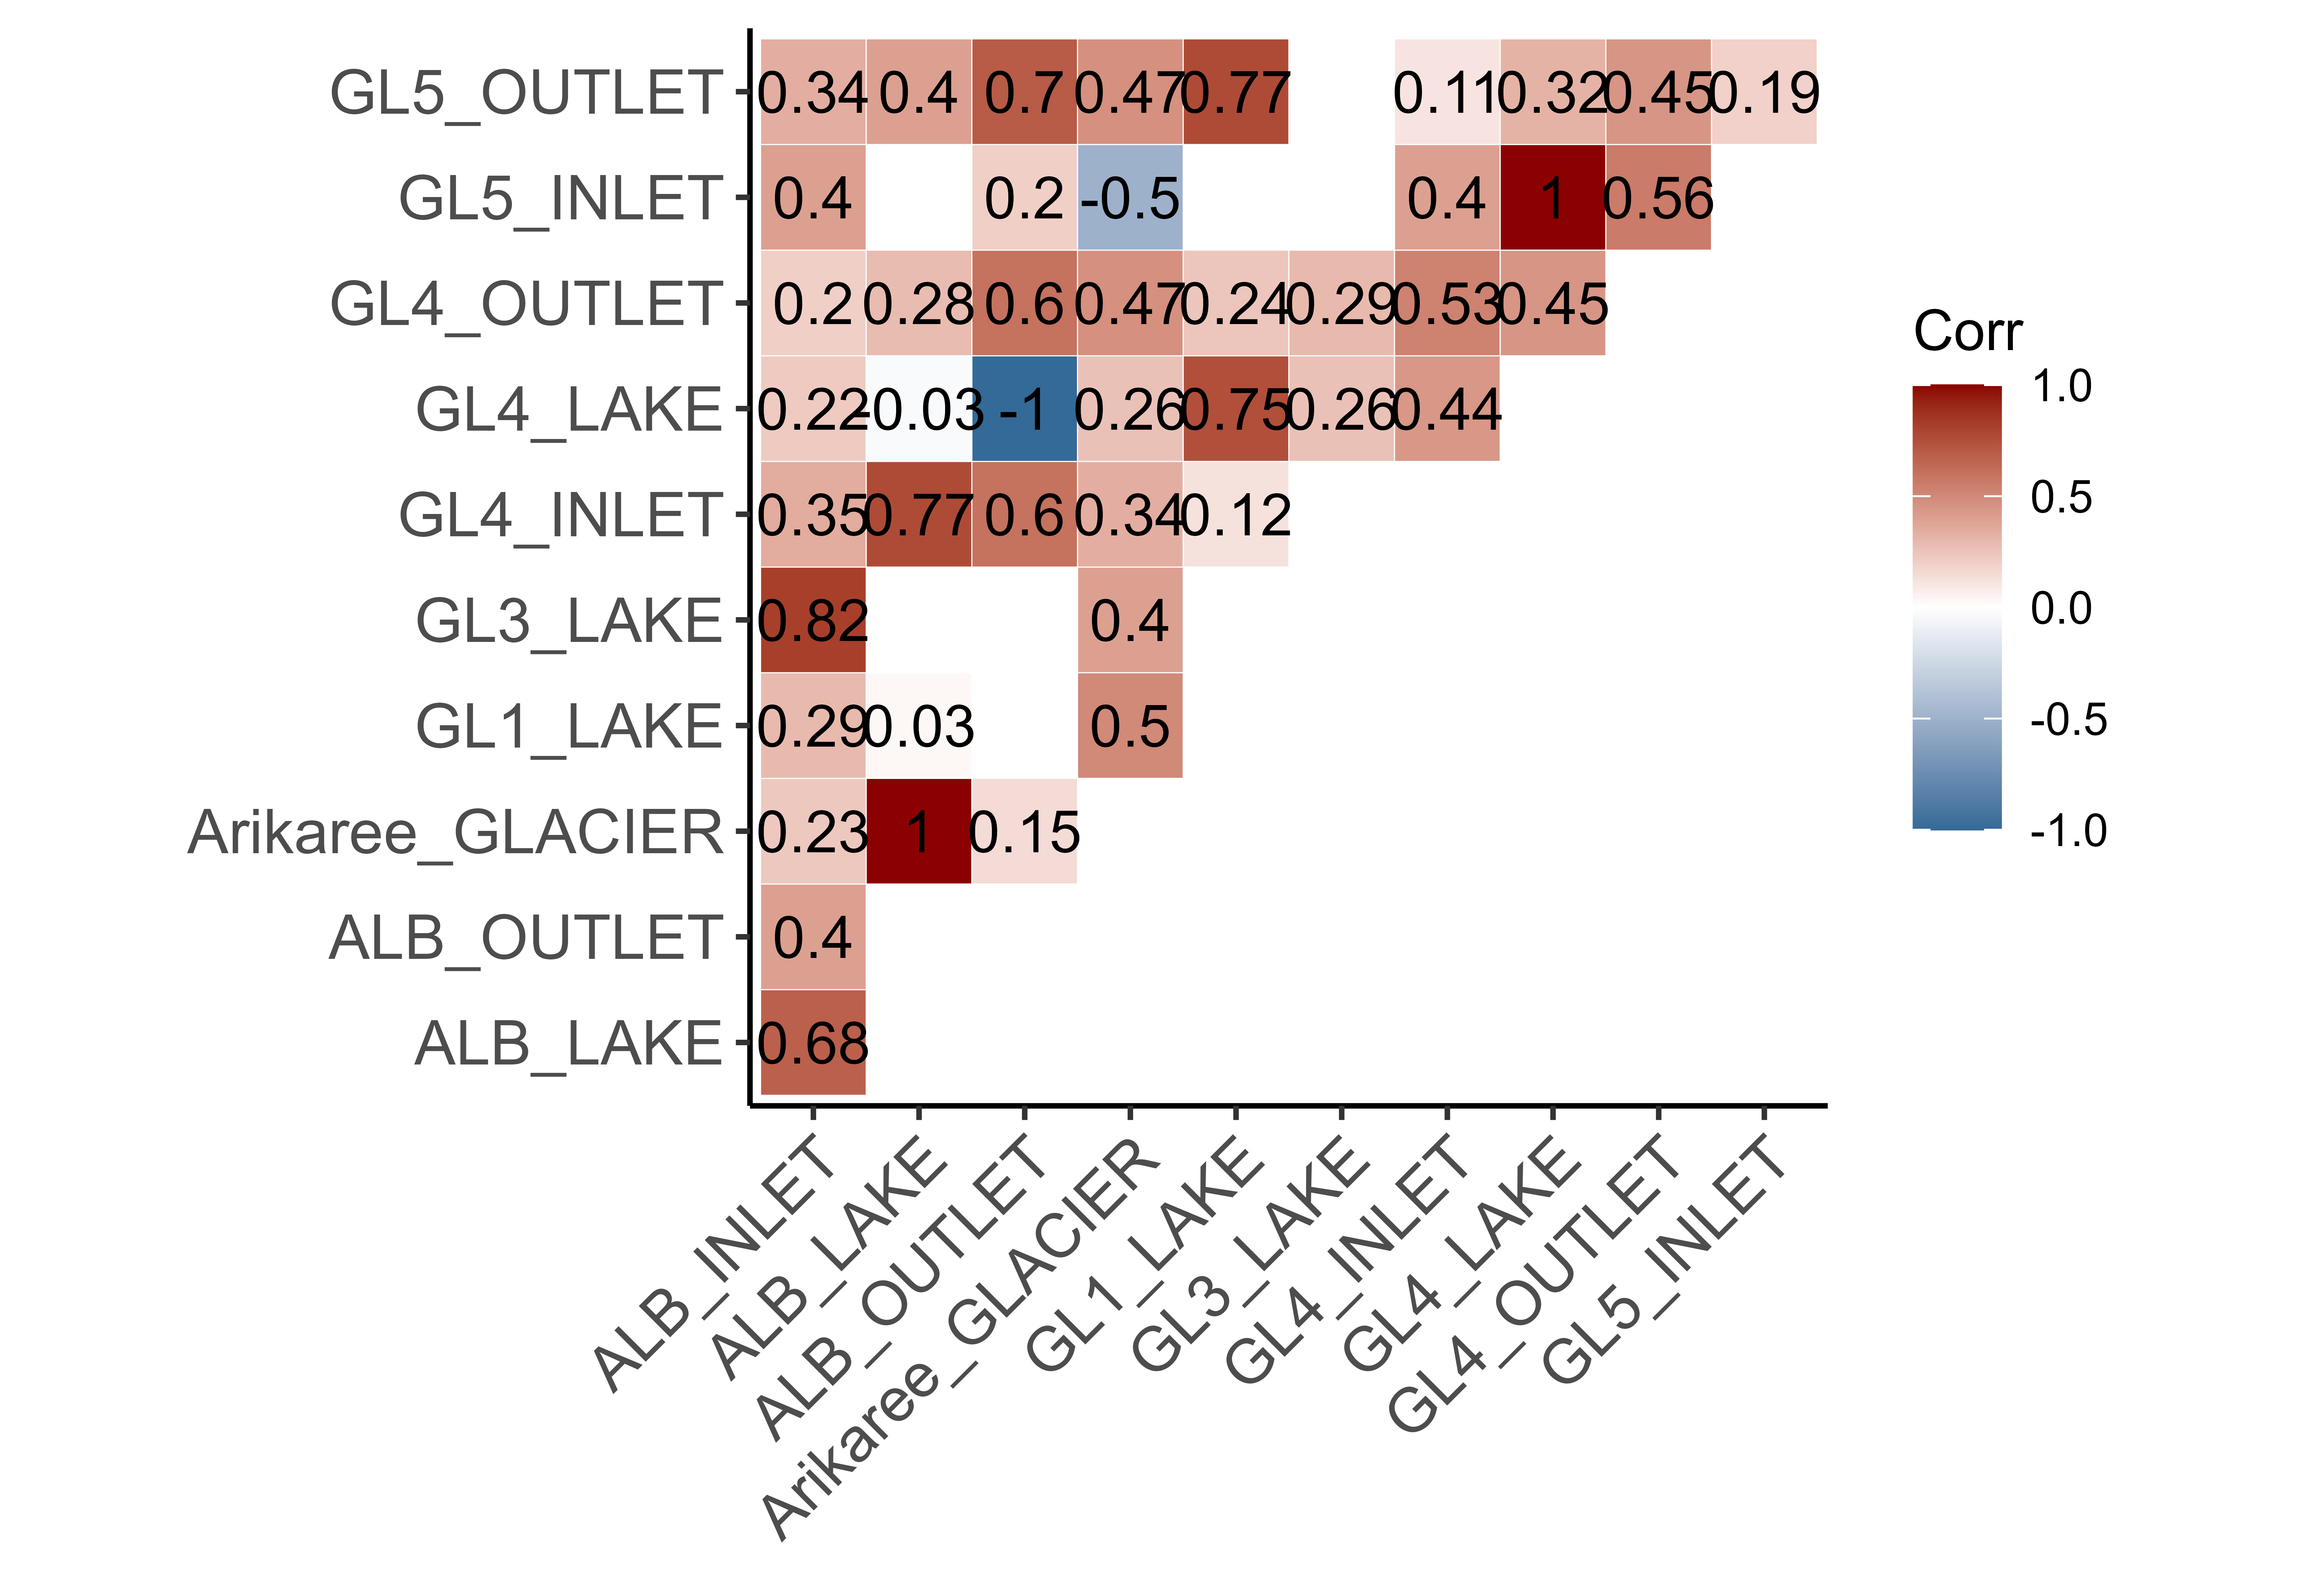 GL5_OUTLET 0.34 0.4 0.7 0.47 0.77 0.11 0.32 0.45 0.19
GL5_INLET 0.4 0.2 -0.5 0.4 1 0.56
GL4_OUTLET 0.2 0.28 0.6 0.47 0.24 0.29 0.53 0.45
GL4_LAKE 0.22 -0.03 -1 0.26 0.75 0.26 0.44
GL4_INLET 0.35 0.77 0.6 0.34 0.12
GL3_LAKE 0.82 0.4
GL1_LAKE 0.29 0.03 0.5
Arikaree_GLACIER 0.23 1 0.15
ALB_OUTLET 0.4
ALB_LAKE 0.68
ALB_INLET
ALB_LAKE
ALB_OUTLET
Arikaree_GLACIER
GL1_LAKE
GL3_LAKE
GL4_INLET
GL4_LAKE
GL4_OUTLET
GL5_INLET
Corr
1.0
0.5
0.0
-0.5
-1.0